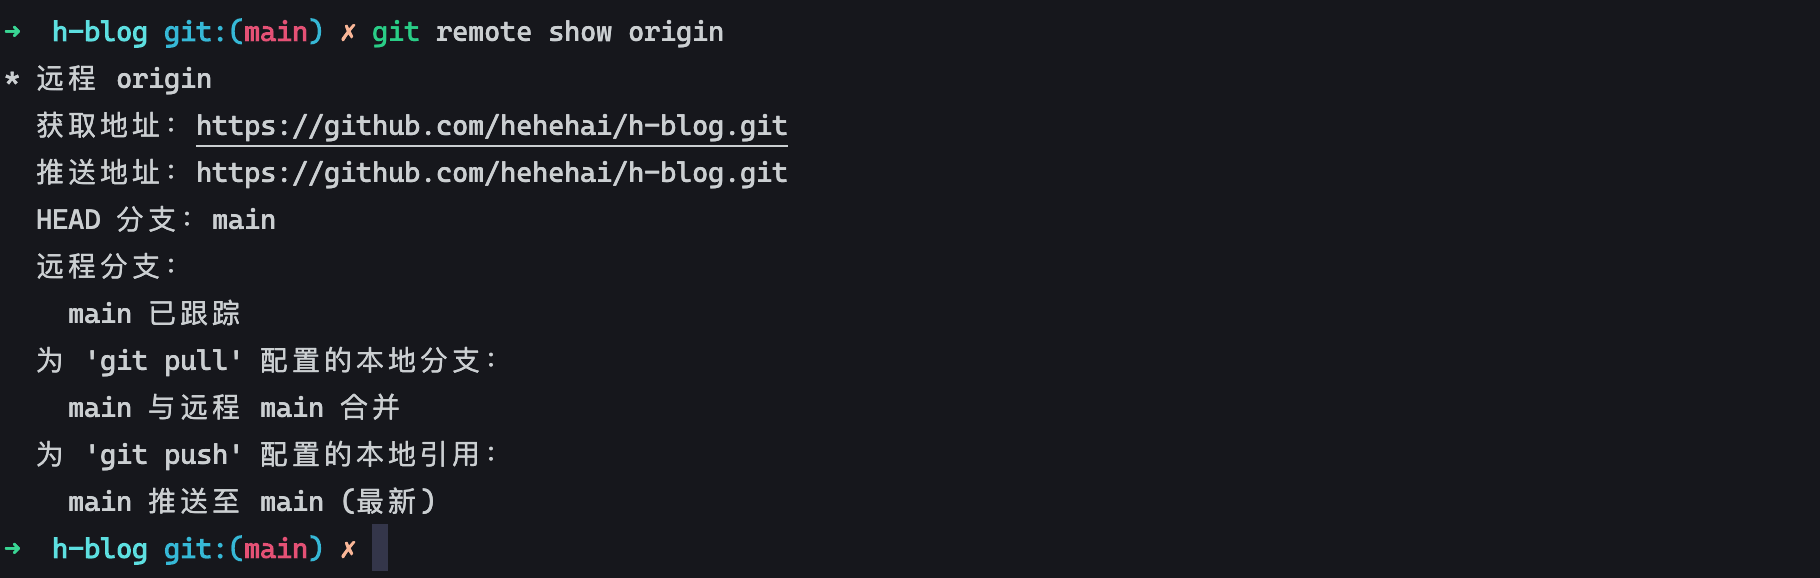 ➜  h-blog git:(main) ✗ git remote show origin
* 远程 origin
  获取地址：https://github.com/hehehai/h-blog.git
  推送地址：https://github.com/hehehai/h-blog.git
  HEAD 分支：main
  远程分支：
    main 已跟踪
  为 'git pull' 配置的本地分支：
    main 与远程 main 合并
  为 'git push' 配置的本地引用：
    main 推送至 main (最新)
➜  h-blog git:(main) ✗